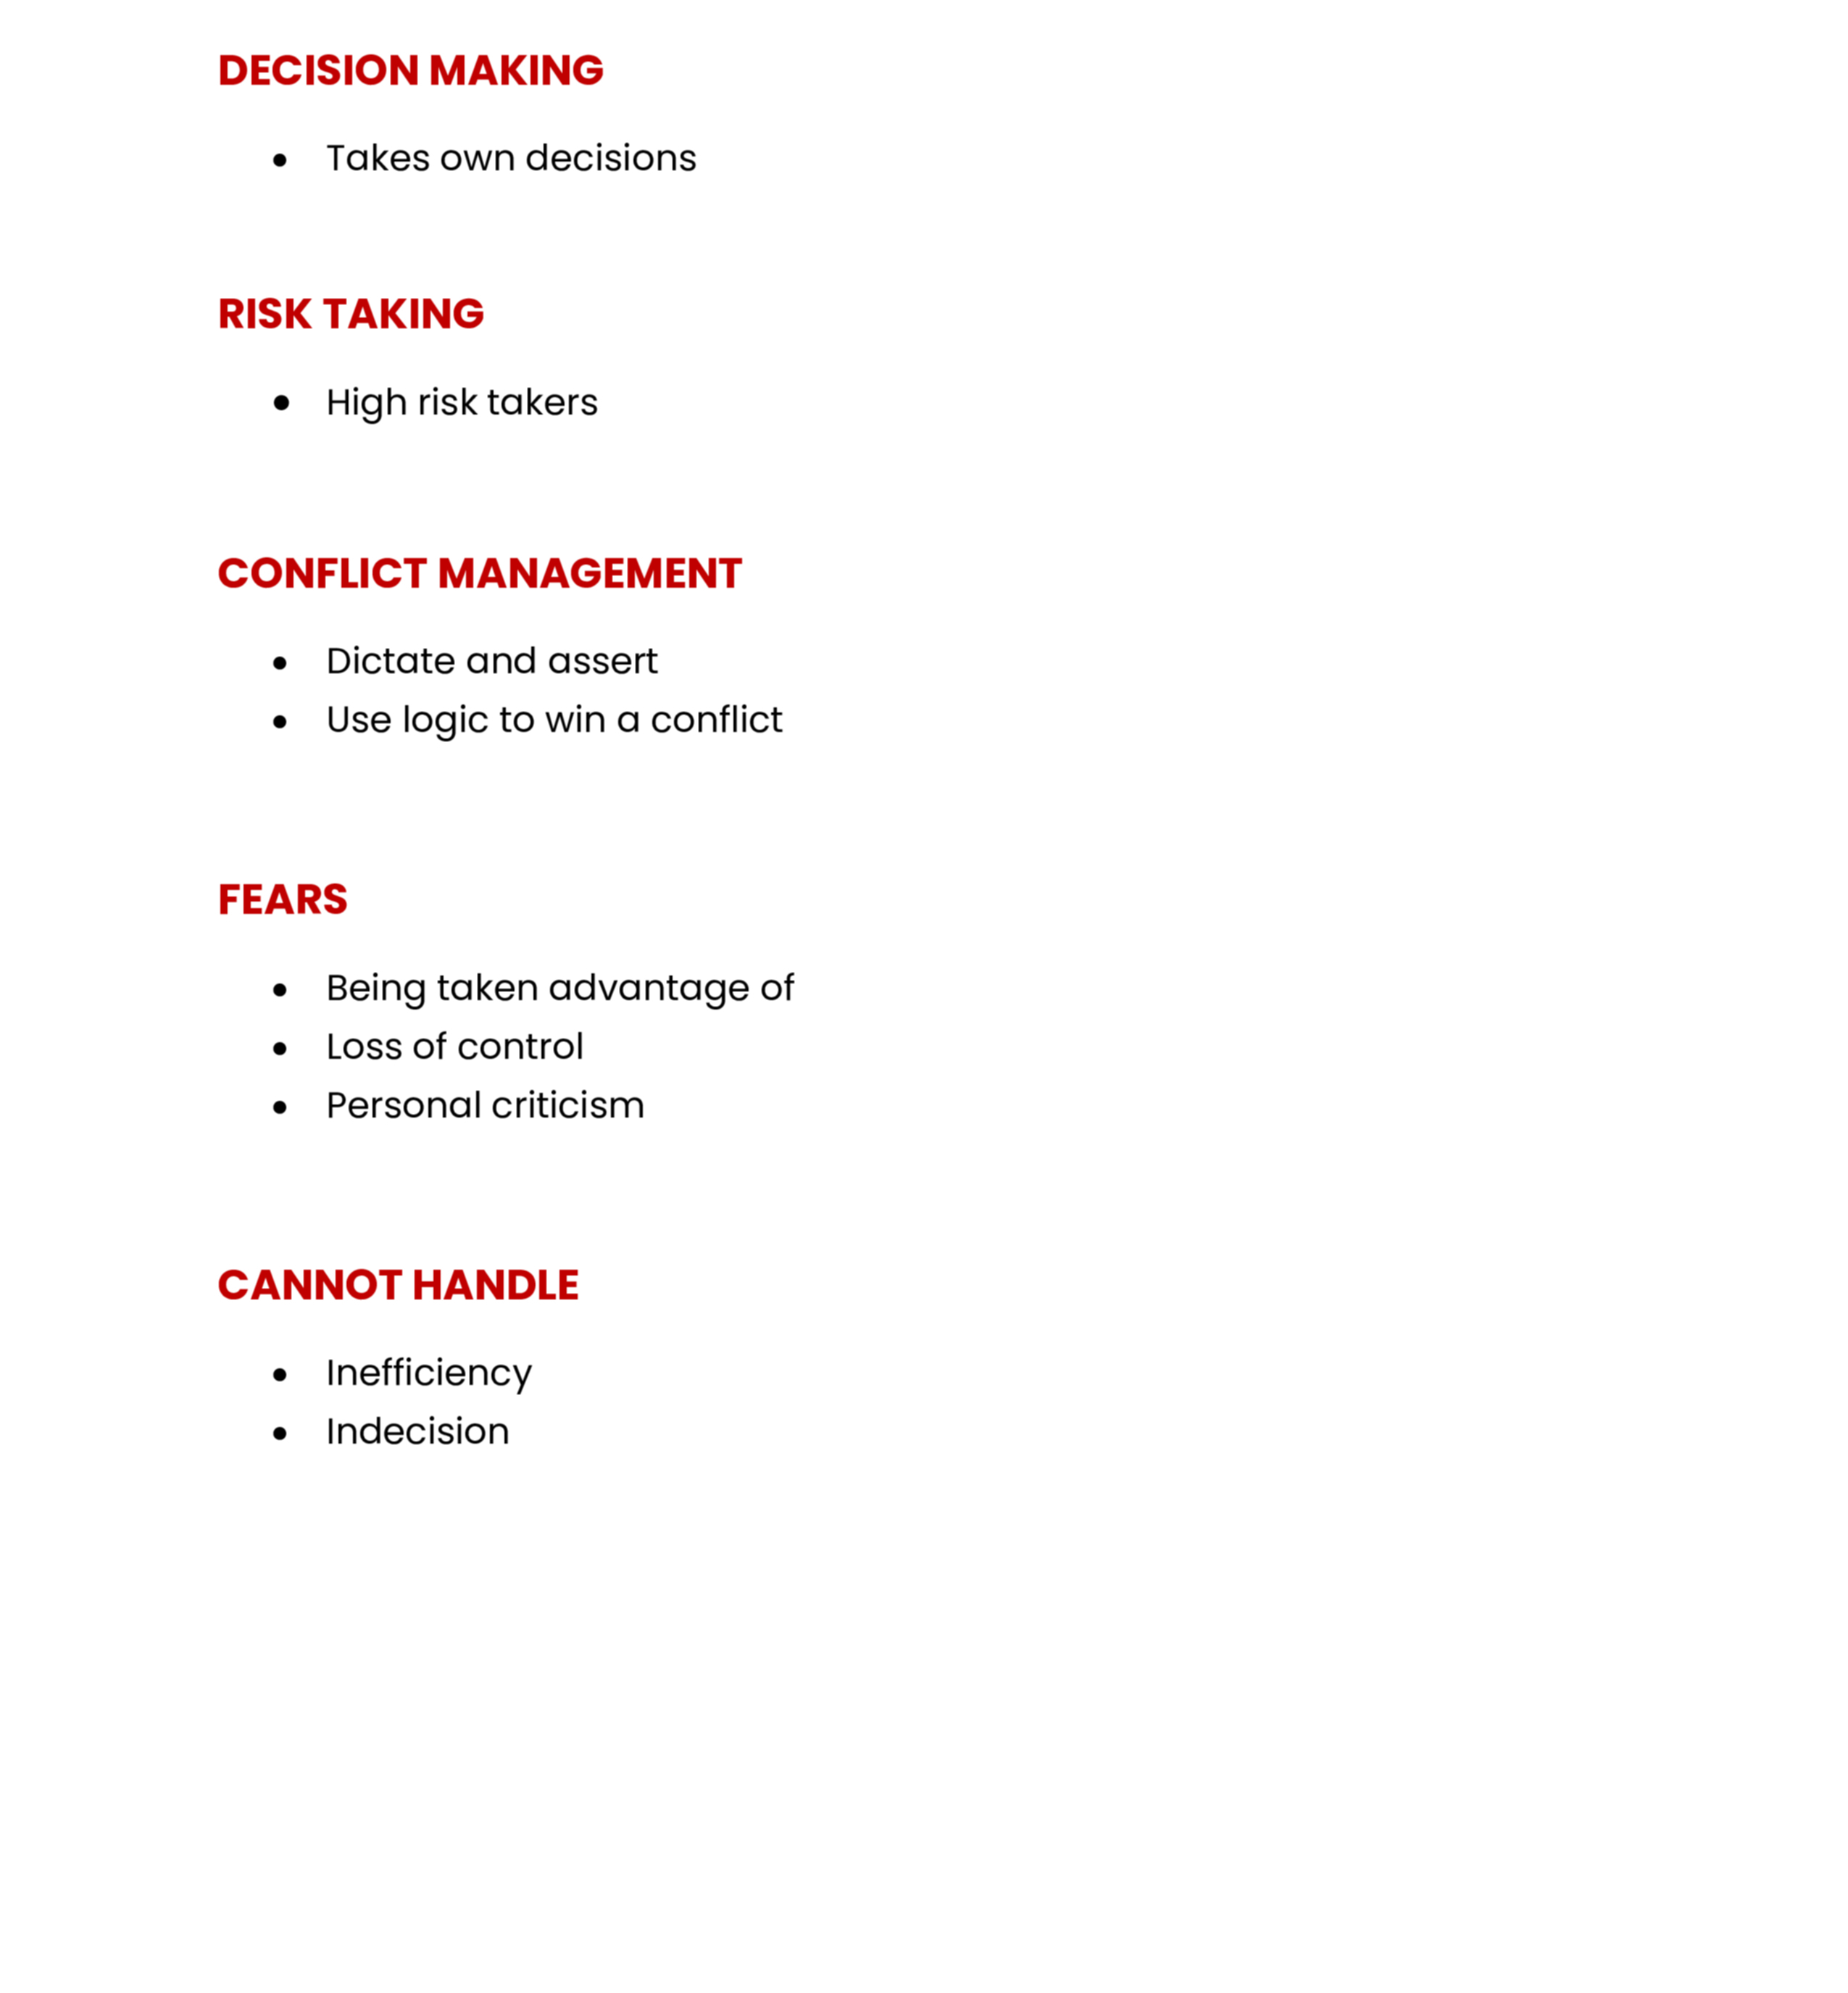 DECISION MAKING
● Takes own decisions
RISK TAKING
● High risk takers
CONFLICT MANAGEMENT
● Dictate and assert
● Use logic to win a conflict
FEARS
● Being taken advantage of
● Loss of control
● Personal criticism
CANNOT HANDLE
● Inefficiency
● Indecision